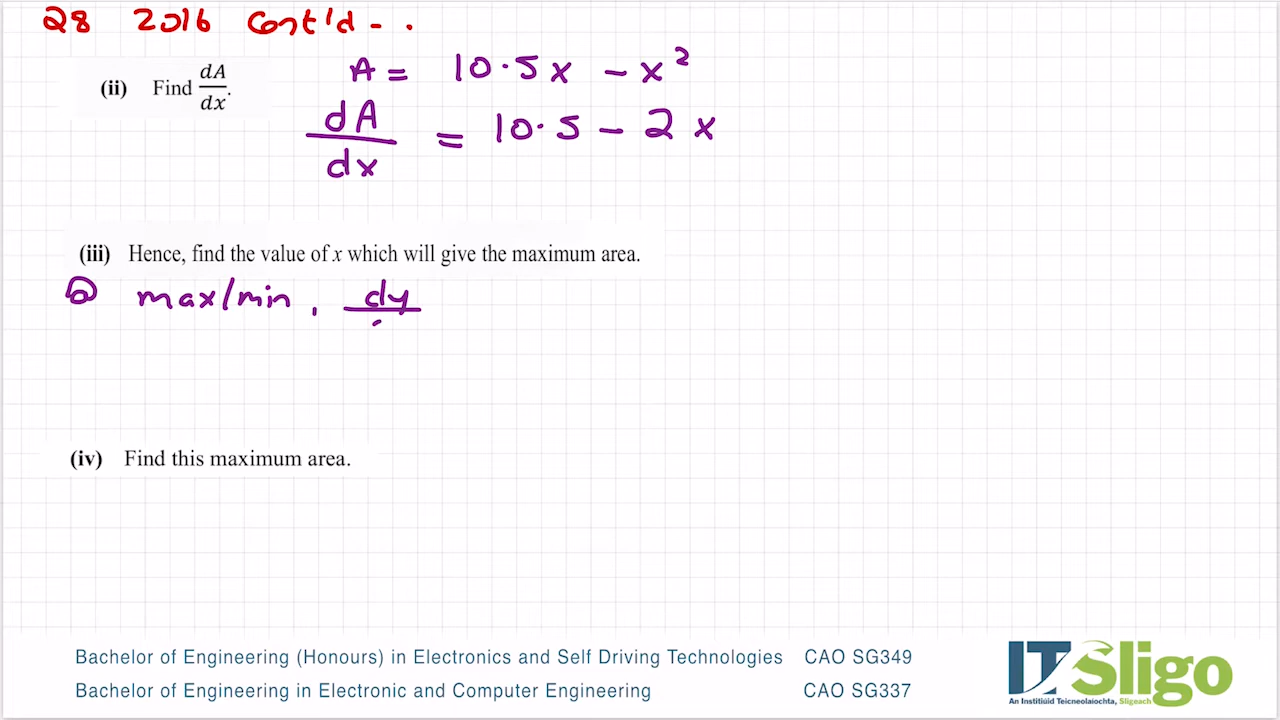 Q8 2016 Cont'd - .
(ii) Find dA/dx.
A = 10.5x - x²
dA/dx = 10.5 - 2x
(iii) Hence, find the value of x which will give the maximum area.
@ max/min, dy
(iv) Find this maximum area.
Bachelor of Engineering (Honours) in Electronics and Self Driving Technologies CAO SG349
Bachelor of Engineering in Electronic and Computer Engineering CAO SG337
IT Sligo
An Institiúid Teicneolaíochta, Sligeach